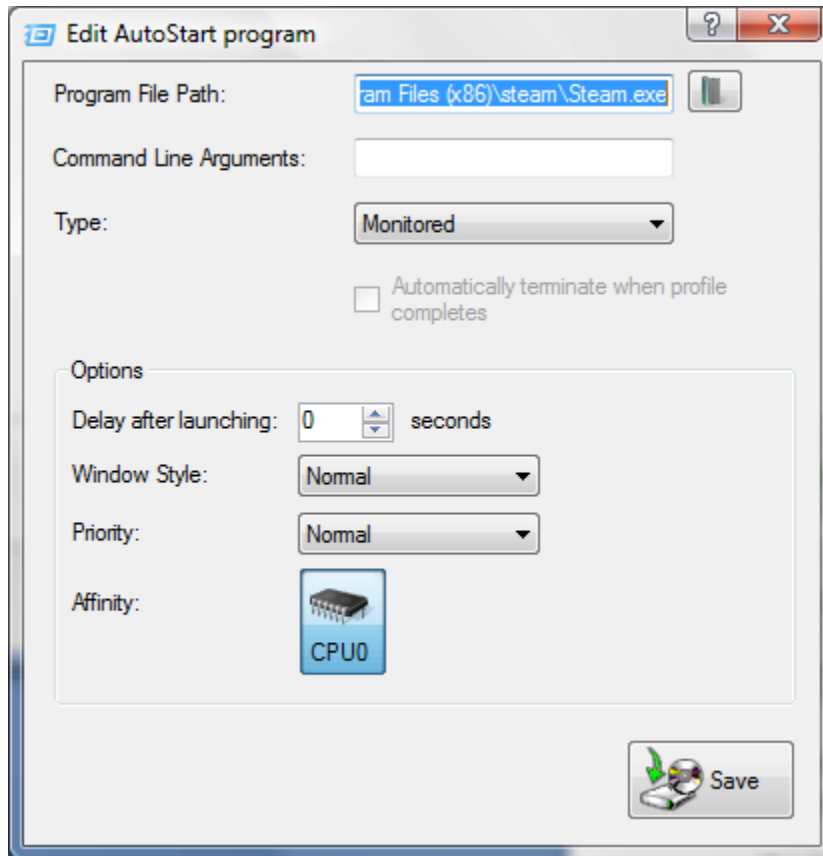 Edit AutoStart program
?
Program File Path: ram Files (x86)\steam\Steam.exe
Command Line Arguments:
Type: Monitored
Automatically terminate when profile
completes
Options
Delay after launching: 0 seconds
Window Style: Normal
Priority: Normal
Affinity:
CPU0
Save